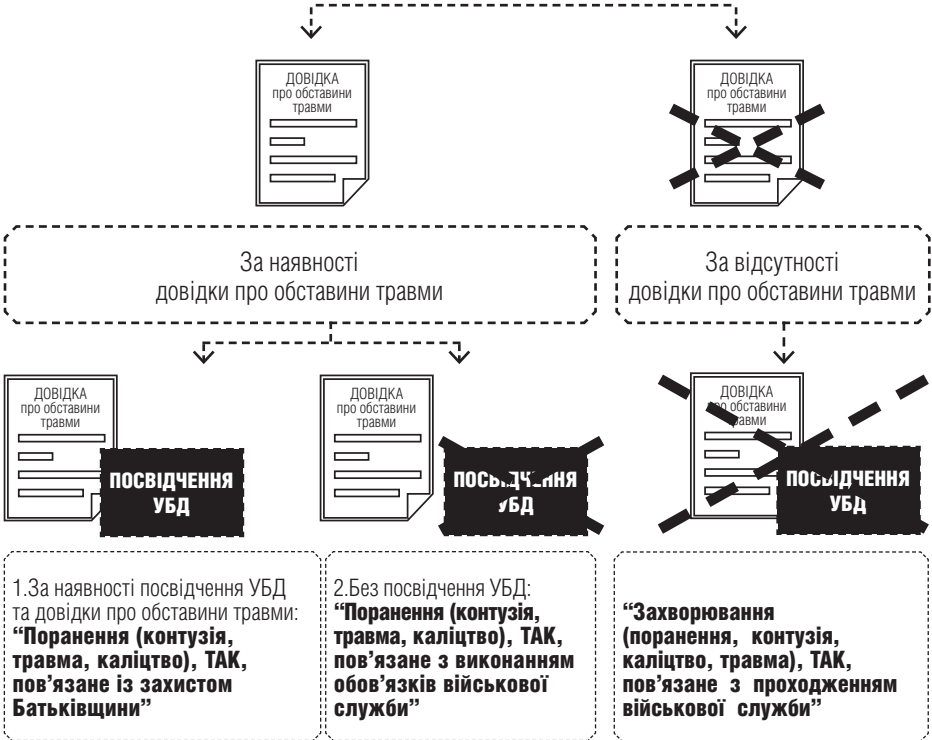 ДОВІДКА
про обставини
травми
ДОВІДКА
про обставини
травми
За наявності
довідки про обставини травми
За відсутності
довідки про обставини травми
ДОВІДКА
про обставини
травми
ПОСВІДЧЕННЯ
УБД
ДОВІДКА
про обставини
травми
ПОСВІДЧЕННЯ
УБД
ДОВІДКА
про обставини
травми
ПОСВІДЧЕННЯ
УБД
1.За наявності посвідчення УБД
та довідки про обставини травми:
“Поранення (контузія,
травма, каліцтво), ТАК,
пов’язане із захистом
Батьківщини”
2.Без посвідчення УБД:
“Поранення (контузія,
травма, каліцтво), ТАК,
пов’язане з виконанням
обов’язків військової
служби”
“Захворювання
(поранення, контузія,
каліцтво, травма), ТАК,
пов’язане з проходженням
військової служби”